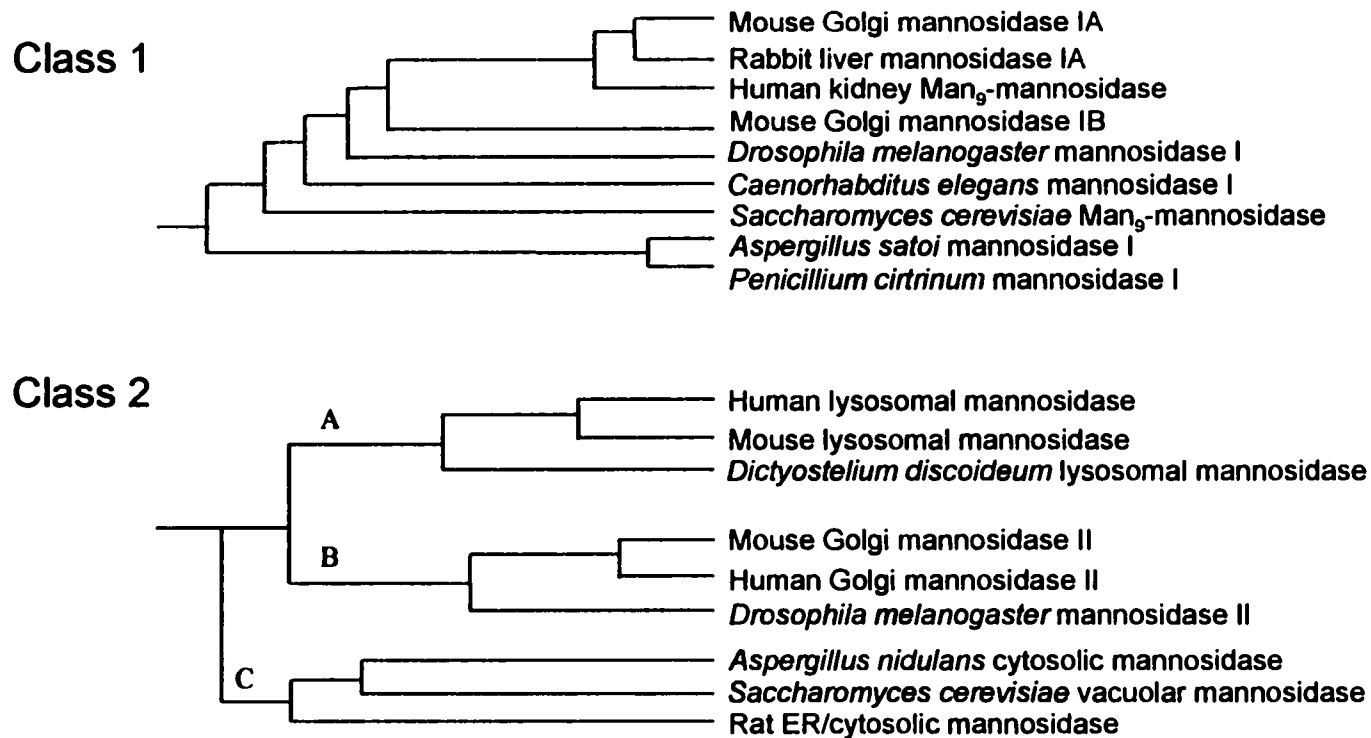 Class 1
Mouse Golgi mannosidase IA
Rabbit liver mannosidase IA
Human kidney Man₉-mannosidase
Mouse Golgi mannosidase IB
Drosophila melanogaster mannosidase I
Caenorhabditus elegans mannosidase I
Saccharomyces cerevisiae Man₉-mannosidase
Aspergillus satoi mannosidase I
Penicillium cirtrinum mannosidase I
Class 2
A
Human lysosomal mannosidase
Mouse lysosomal mannosidase
Dictyostelium discoideum lysosomal mannosidase
B
Mouse Golgi mannosidase II
Human Golgi mannosidase II
Drosophila melanogaster mannosidase II
C
Aspergillus nidulans cytosolic mannosidase
Saccharomyces cerevisiae vacuolar mannosidase
Rat ER/cytosolic mannosidase